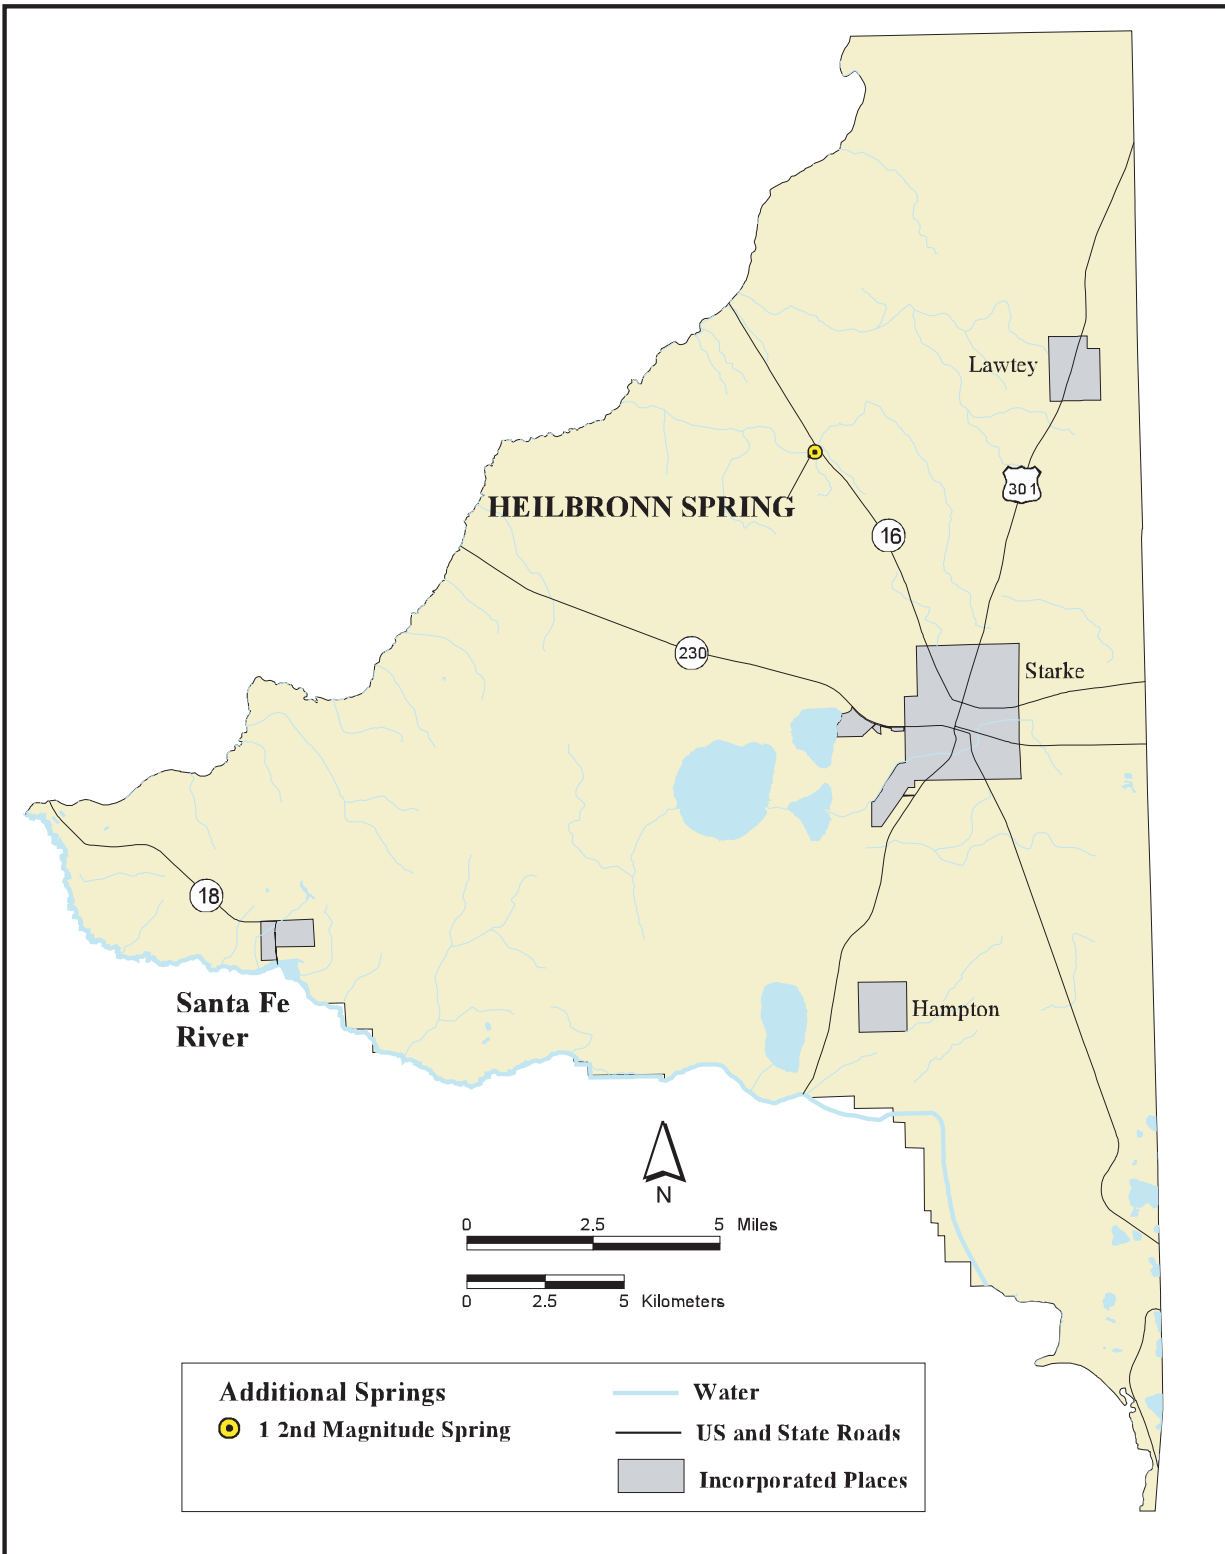 Lawtey
301
HEILBRONN SPRING
16
230
Starke
18
Santa Fe
River
Hampton
N
0 2.5 5 Miles
0 2.5 5 Kilometers
Additional Springs
1 2nd Magnitude Spring
Water
US and State Roads
Incorporated Places